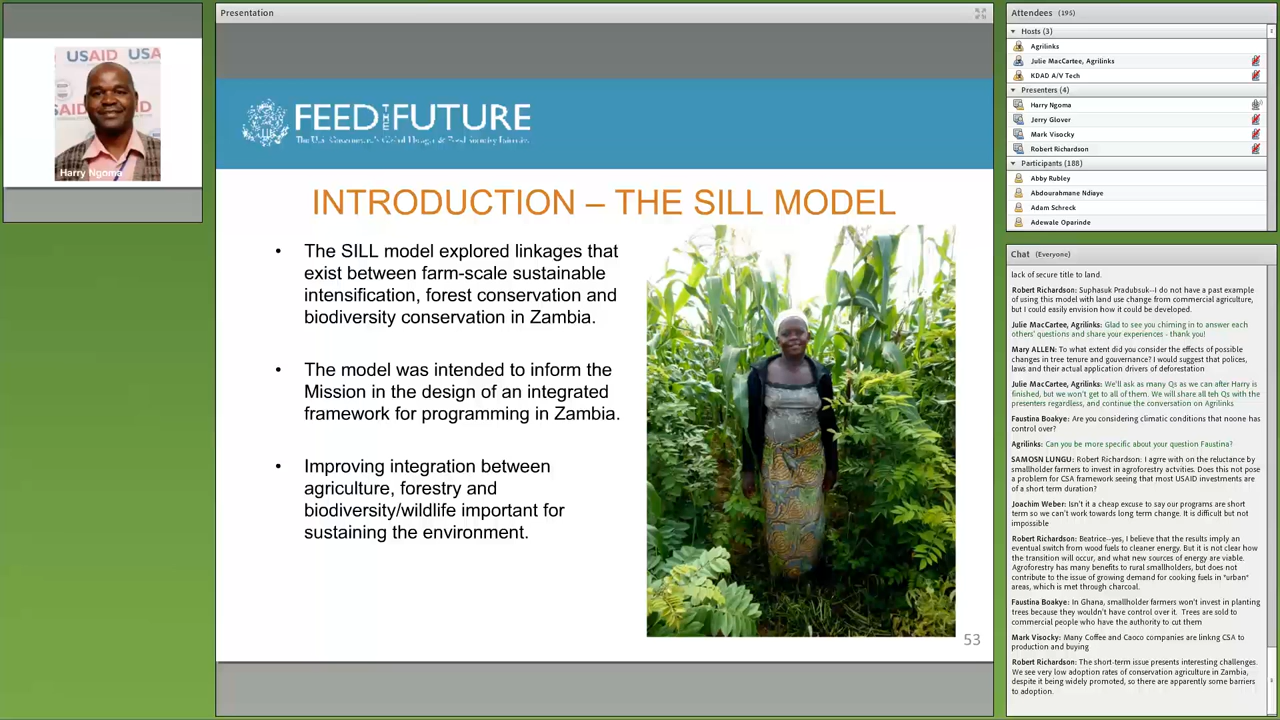 USAID USA
SAID
Harry Ngoma
Presentation
FEED THE FUTURE
The U.S. Government's Global Hunger & Food Security Initiative
INTRODUCTION – THE SILL MODEL
• The SILL model explored linkages that
exist between farm-scale sustainable
intensification, forest conservation and
biodiversity conservation in Zambia.
• The model was intended to inform the
Mission in the design of an integrated
framework for programming in Zambia.
• Improving integration between
agriculture, forestry and
biodiversity/wildlife important for
sustaining the environment.
53
Attendees (195)
Hosts (3)
Agrilinks
Julie MacCartee, Agrilinks
KDAD A/V Tech
Presenters (4)
Harry Ngoma
Jerry Glover
Mark Visocky
Robert Richardson
Participants (188)
Abby Rubley
Abdourahmane Ndiaye
Adam Schreck
Adewale Oparinde
Chat (Everyone)
lack of secure title to land.
Robert Richardson: Suphasuk Pradubsuk--I do not have a past example
of using this model with land use change from commercial agriculture,
but I could easily envision how it could be developed.
Julie MacCartee, Agrilinks: Glad to see you chiming in to answer each
others' questions and share your experiences - thank you!
Mary ALLEN: To what extent did you consider the effects of possible
changes in tree tenure and governance? I would suggest that polices,
laws and their actual application drivers of deforestation
Julie MacCartee, Agrilinks: We'll ask as many Qs as we can after Harry is
finished, but we won't get to all of them. We will share all teh Qs with the
presenters regardless, and continue the conversation on Agrilinks
Faustina Boakye: Are you considering climatic conditions that noone has
control over?
Agrilinks: Can you be more specific about your question Faustina?
SAMOSN LUNGU: Robert Richardson: I agrre with on the reluctance by
smallholder farmers to invest in agroforestry actvities. Does this not pose
a problem for CSA framework seeing that most USAID investments are
of a short term duration?
Joachim Weber: Isn't it a cheap excuse to say our programs are short
term so we can't work towards long term change. It is difficult but not
impossible
Robert Richardson: Beatrice--yes, I believe that the results imply an
eventual switch from wood fuels to cleaner energy. But it is not clear how
the transition will occur, and what new sources of energy are viable.
Agroforestry has many benefits to rural smallholders, but does not
contribute to the issue of growing demand for cooking fuels in *urban*
areas, which is met through charcoal.
Faustina Boakye: In Ghana, smallholder farmers won't invest in planting
trees because they wouldn't have control over it. Trees are sold to
commercial people who have the authority to cut them
Mark Visocky: Many Coffee and Caoco companies are linkng CSA to
production and buying
Robert Richardson: The short-term issue presents interesting challenges.
We see very low adoption rates of conservation agriculture in Zambia,
despite it being widely promoted, so there are apparently some barriers
to adoption.